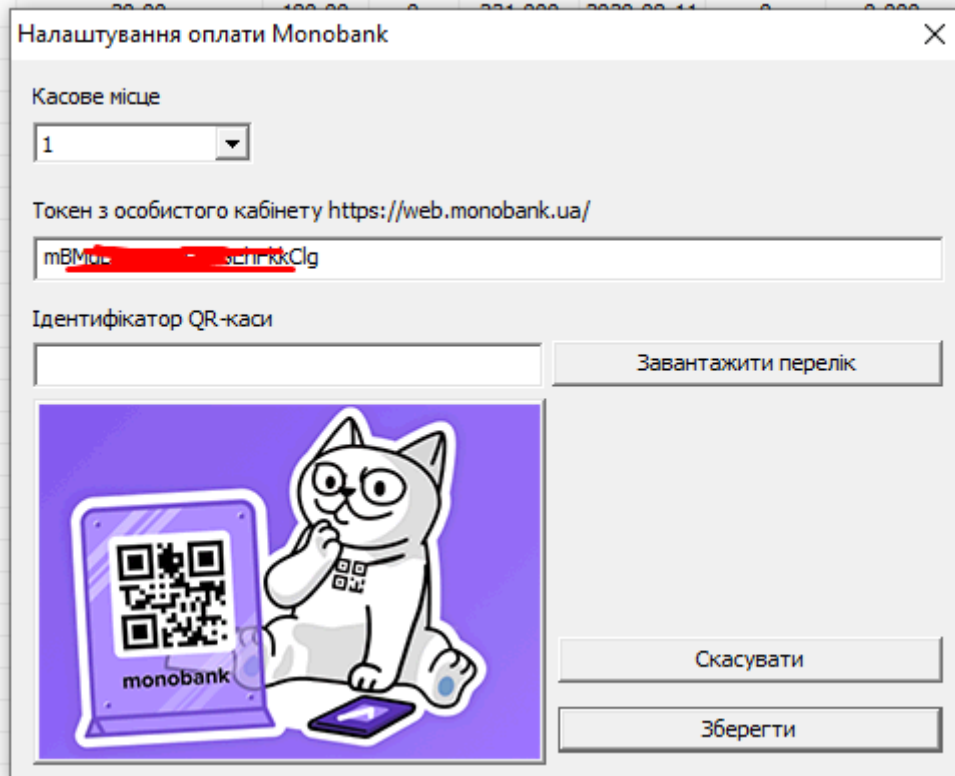 Налаштування оплати Monobank
Касове місце
1
Токен з особистого кабінету https://web.monobank.ua/
Ідентифікатор QR-каси
Завантажити перелік
monobank
Скасувати
Зберегти